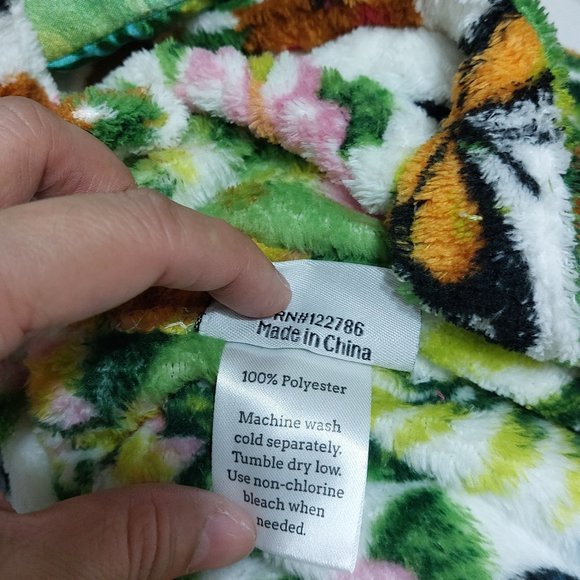 RN#122786
Made in China
100% Polyester
Machine wash
cold separately.
Tumble dry low.
Use non-chlorine
bleach when
needed.